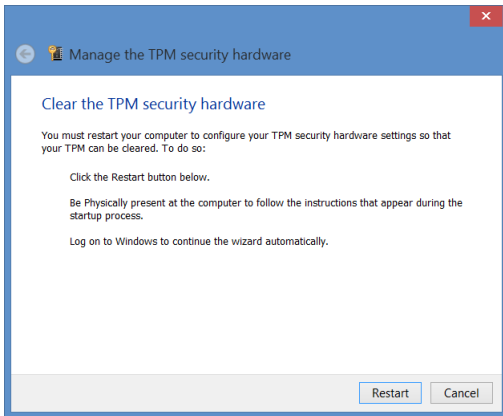 Manage the TPM security hardware
Clear the TPM security hardware
You must restart your computer to configure your TPM security hardware settings so that
your TPM can be cleared. To do so:
Click the Restart button below.
Be Physically present at the computer to follow the instructions that appear during the
startup process.
Log on to Windows to continue the wizard automatically.
Restart Cancel